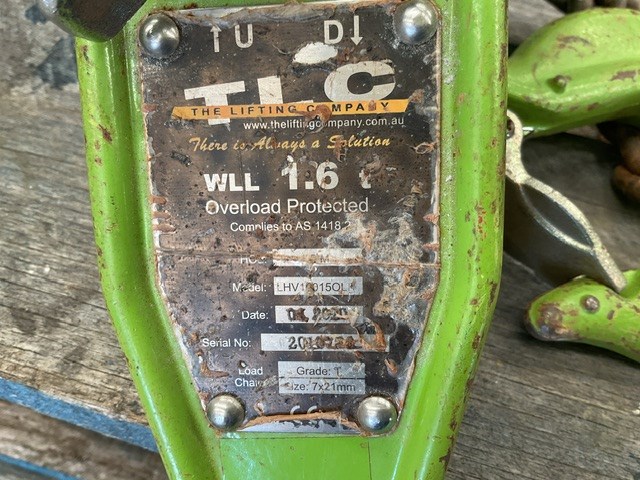 ↑U D↓
TLC
THE LIFTING COMPANY
www.theliftingcompany.com.au
There is Always a Solution
WLL 1.6 t
Overload Protected
Complies to AS 1418.2
Model:
Date:
Serial No:
Load Grade: T
Chain Size: 7x21mm